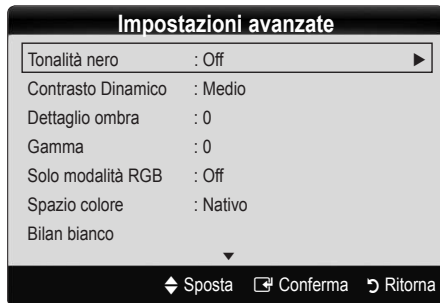 Impostazioni avanzate
Tonalità nero : Off ►
Contrasto Dinamico : Medio
Dettaglio ombra : 0
Gamma : 0
Solo modalità RGB : Off
Spazio colore : Nativo
Bilan bianco
▼
Sposta Conferma Ritorna